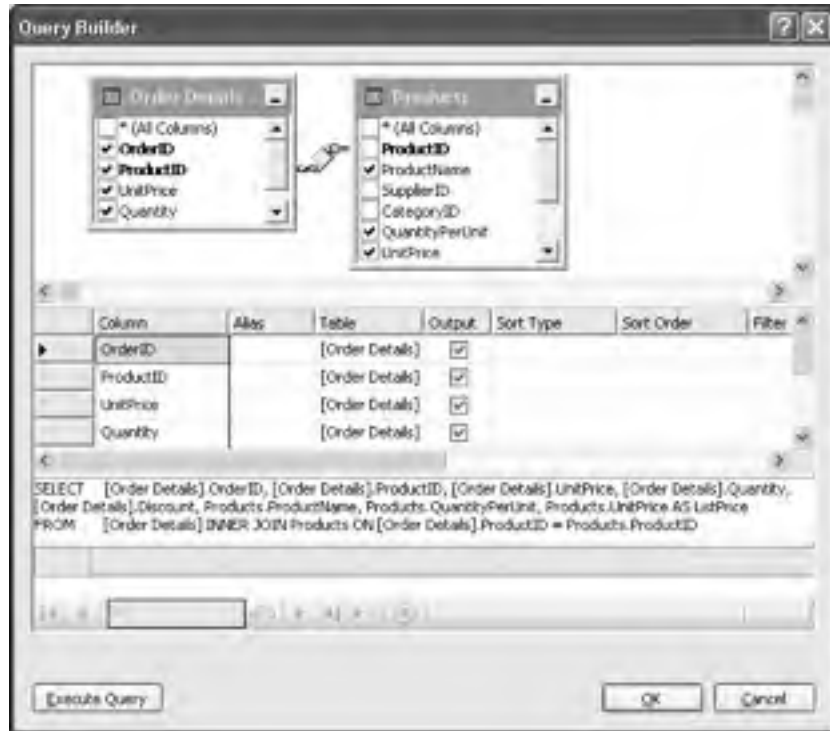 Query Builder
Order Details
Products
* (All Columns)
OrderID
ProductID
UnitPrice
Quantity
* (All Columns)
ProductID
ProductName
SupplierID
CategoryID
QuantityPerUnit
UnitPrice
Column Alias Table Output Sort Type Sort Order Filter
OrderID [Order Details]
ProductID [Order Details]
UnitPrice [Order Details]
Quantity [Order Details]
SELECT [Order Details].OrderID, [Order Details].ProductID, [Order Details].UnitPrice, [Order Details].Quantity,
[Order Details].Discount, Products.ProductName, Products.QuantityPerUnit, Products.UnitPrice AS ListPrice
FROM [Order Details] INNER JOIN Products ON [Order Details].ProductID = Products.ProductID
Execute Query
OK
Cancel